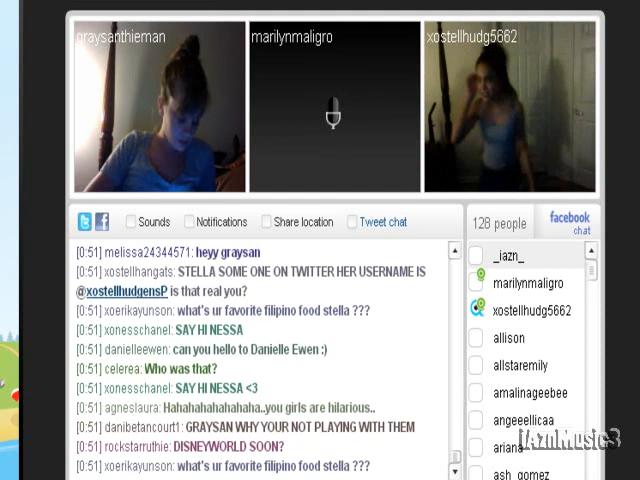 graysanthieman
marilynmaligro
xostellhudg5662
Sounds
Notifications
Share location
Tweet chat
128 people
facebook
chat
[0:51] melissa24344571: heyy graysan
[0:51] xostellhangats: STELLA SOME ONE ON TWITTER HER USERNAME IS
@xostellhudgensP is that real you?
[0:51] xoerikayunson: what's ur favorite filipino food stella ???
[0:51] xonesschanel: SAY HI NESSA
[0:51] danielleewen: can you hello to Danielle Ewen :)
[0:51] celerea: Who was that?
[0:51] xonesschanel: SAY HI NESSA <3
[0:51] agneslaura: Hahahahahahahaha..you girls are hilarious..
[0:51] danibetancourt1: GRAYSAN WHY YOUR NOT PLAYING WITH THEM
[0:51] rockstarruthie: DISNEYWORLD SOON?
[0:51] xoerikayunson: what's ur favorite filipino food stella ???
_iazn_
marilynmaligro
xostellhudg5662
allison
allstaremily
amalinageebee
angeeellicaa
ariana
ash_gomez
iAznMusic3